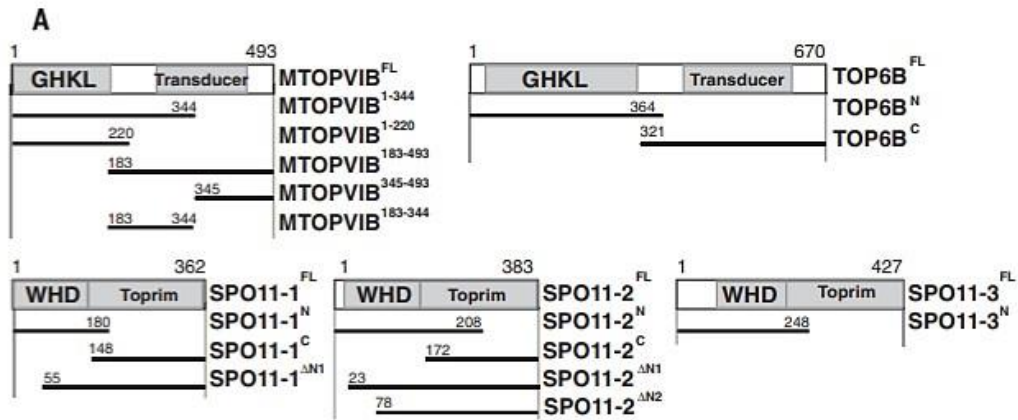 A
1 493
GHKL Transducer MTOPVIB FL
344 MTOPVIB 1-344
220 MTOPVIB 1-220
183 MTOPVIB 183-493
345 MTOPVIB 345-493
183 344 MTOPVIB 183-344
1 670
GHKL Transducer TOP6B FL
364 TOP6B N
321 TOP6B C
1 362
WHD Toprim SPO11-1 FL
180 SPO11-1 N
148 SPO11-1 C
55 SPO11-1 ΔN1
1 383
WHD Toprim SPO11-2 FL
208 SPO11-2 N
172 SPO11-2 C
23 SPO11-2 ΔN1
78 SPO11-2 ΔN2
1 427
WHD Toprim SPO11-3 FL
248 SPO11-3 N